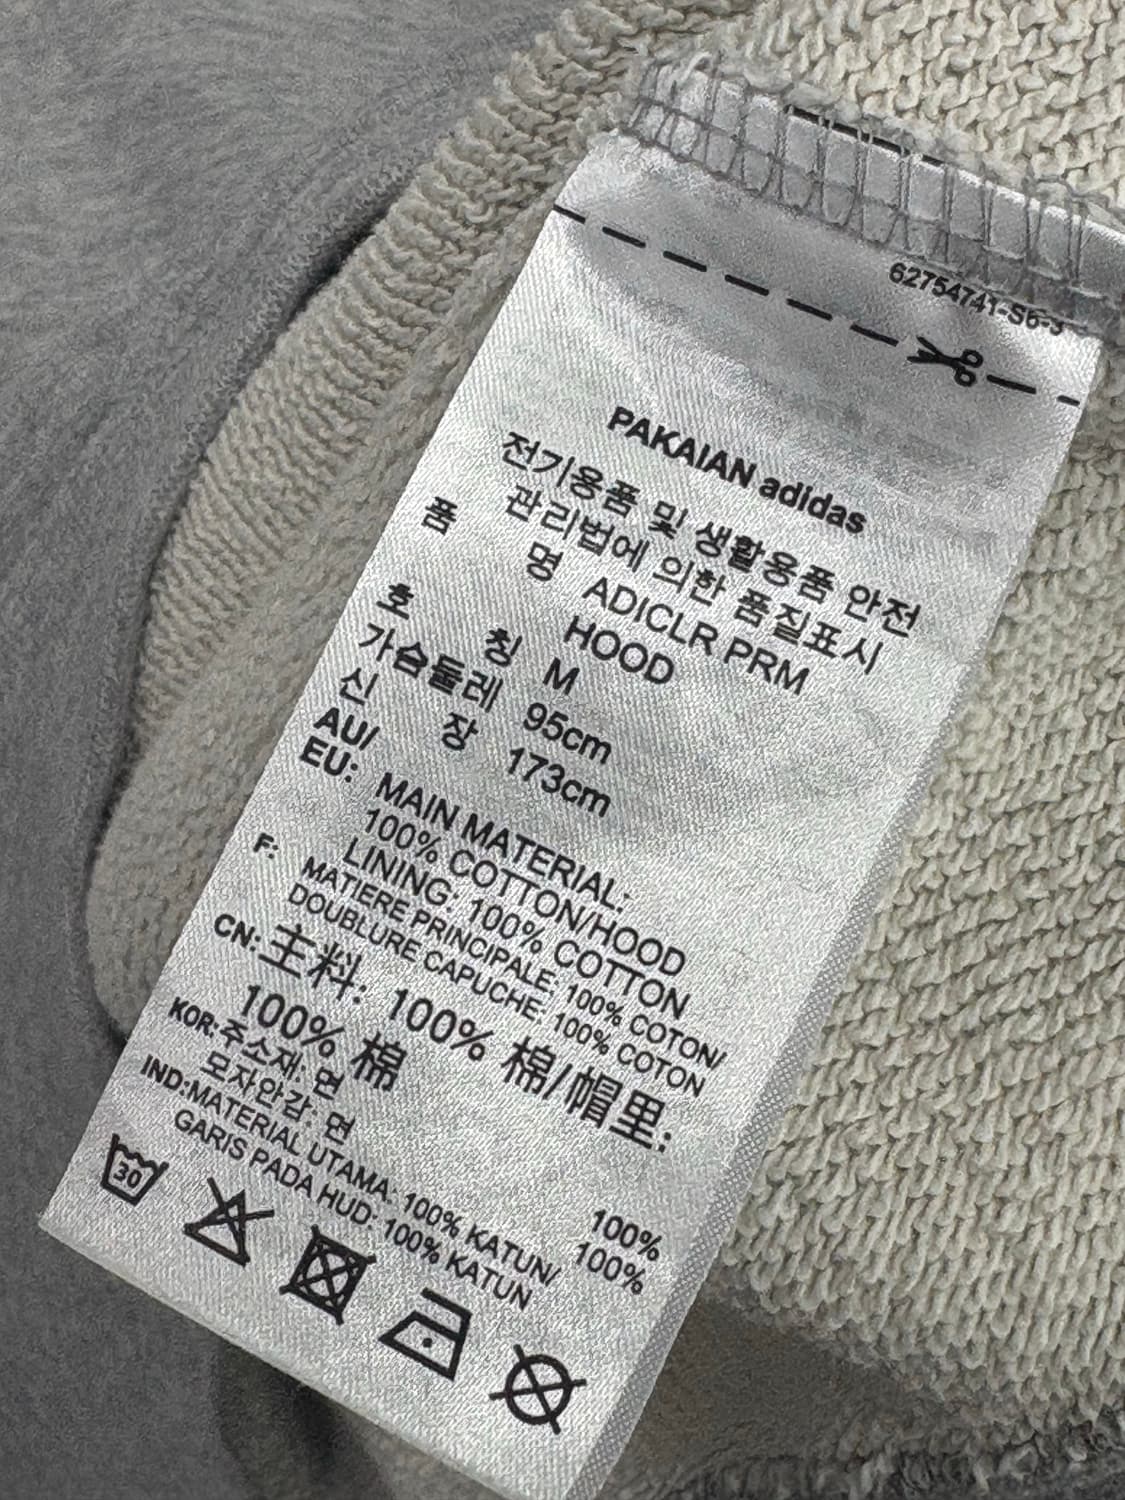 62754741-S6-3
PAKAIAN adidas
전기용품 및 생활용품 안전
관리법에 의한 품질표시
품 명 ADICLR PRM
HOOD
호 칭 M
가슴둘레 95cm
신 장 173cm
AU/
EU: MAIN MATERIAL:
100% COTTON/HOOD
LINING: 100% COTTON
F: MATIERE PRINCIPALE: 100% COTON/
DOUBLURE CAPUCHE: 100% COTON
CN:主料: 100% 棉/帽里:
100% 棉
KOR:주소재: 면 100%
모자안감: 면 100%
IND:MATERIAL UTAMA: 100% KATUN/
GARIS PADA HUD: 100% KATUN
30